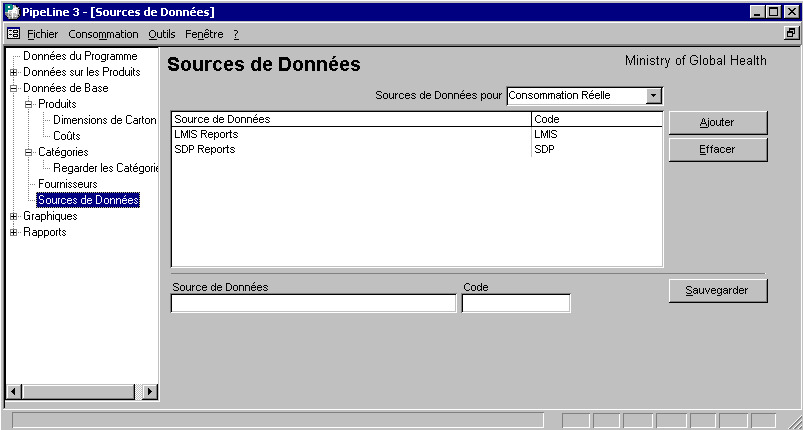 PipeLine 3 - [Sources de Données]
Fichier Consommation Outils Fenêtre ?
Données du Programme
Données sur les Produits
Données de Base
Produits
Dimensions de Carton
Coûts
Catégories
Regarder les Catégorie
Fournisseurs
Sources de Données
Graphiques
Rapports
Sources de Données
Ministry of Global Health
Sources de Données pour Consommation Réelle
Source de Données Code
LMIS Reports LMIS
SDP Reports SDP
Ajouter
Effacer
Source de Données Code
Sauvegarder